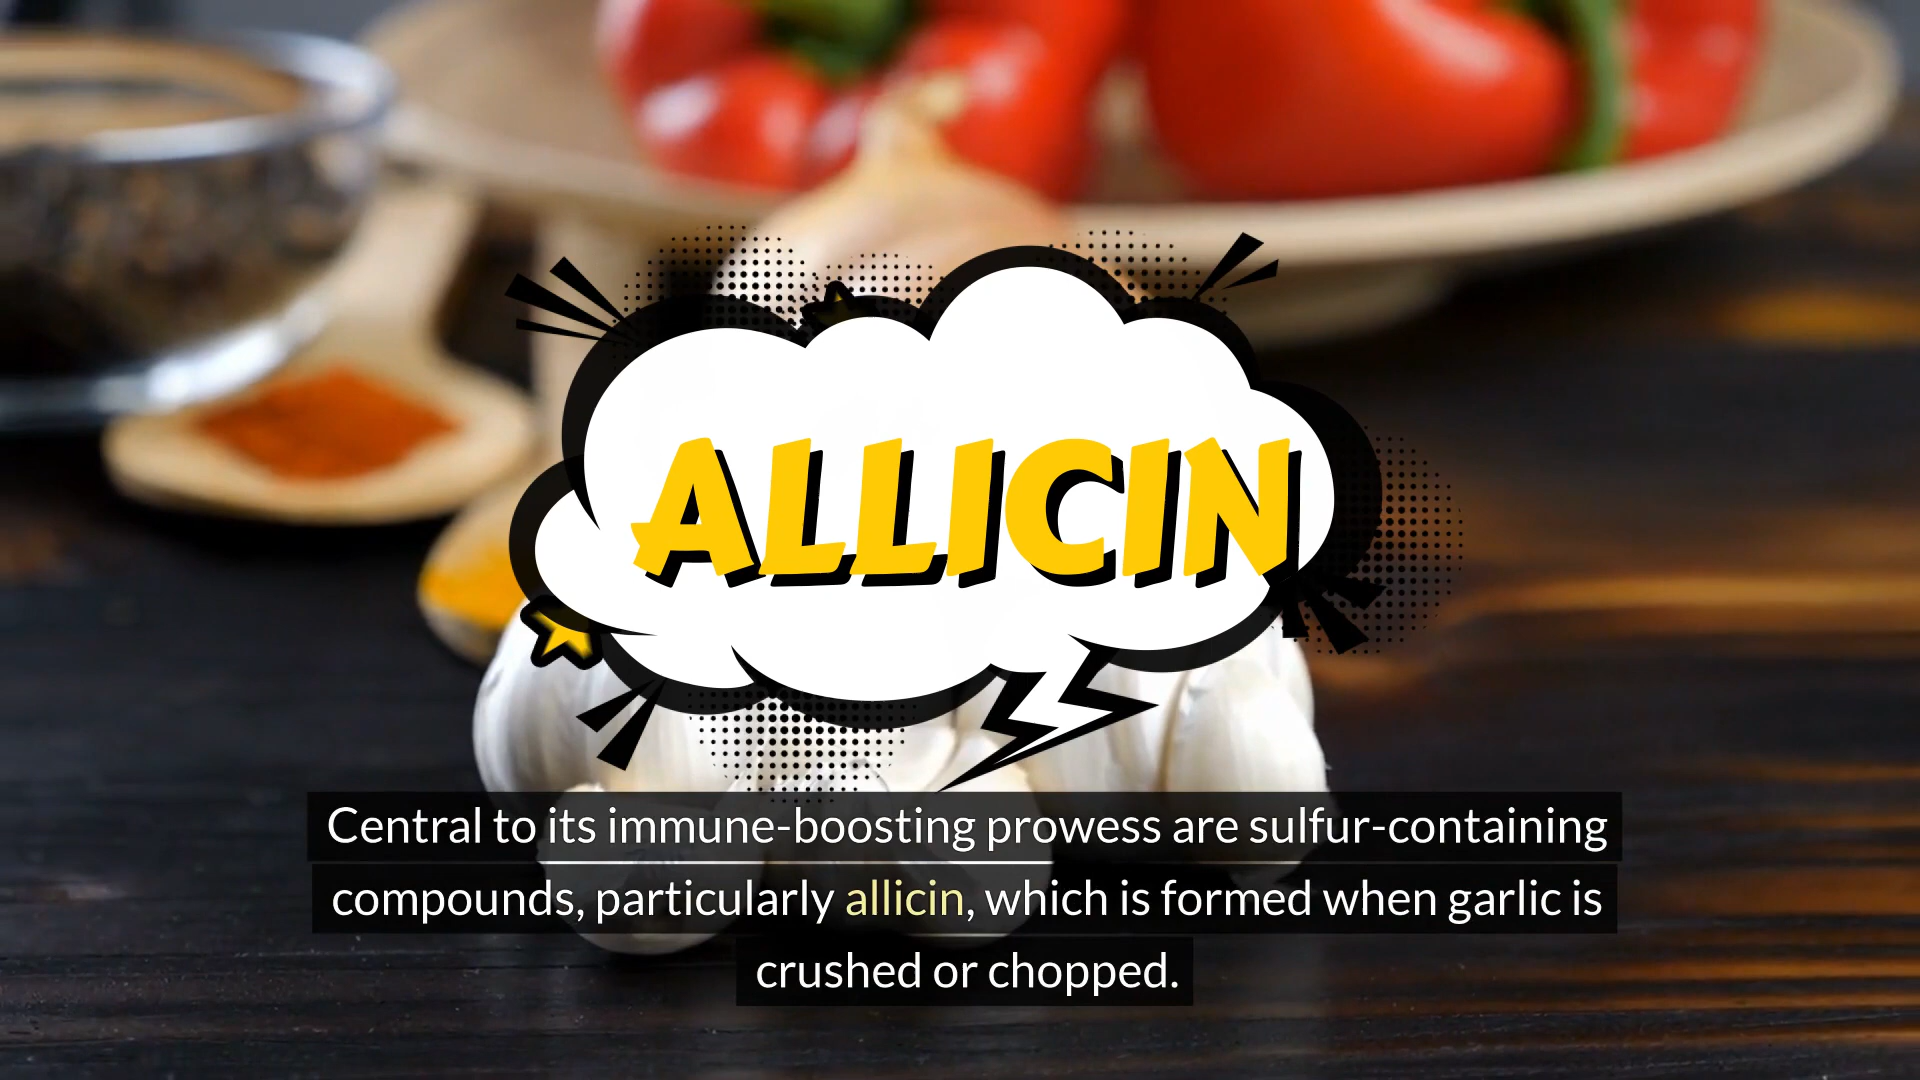 ALLICIN
Central to its immune-boosting prowess are sulfur-containing
compounds, particularly allicin, which is formed when garlic is
crushed or chopped.